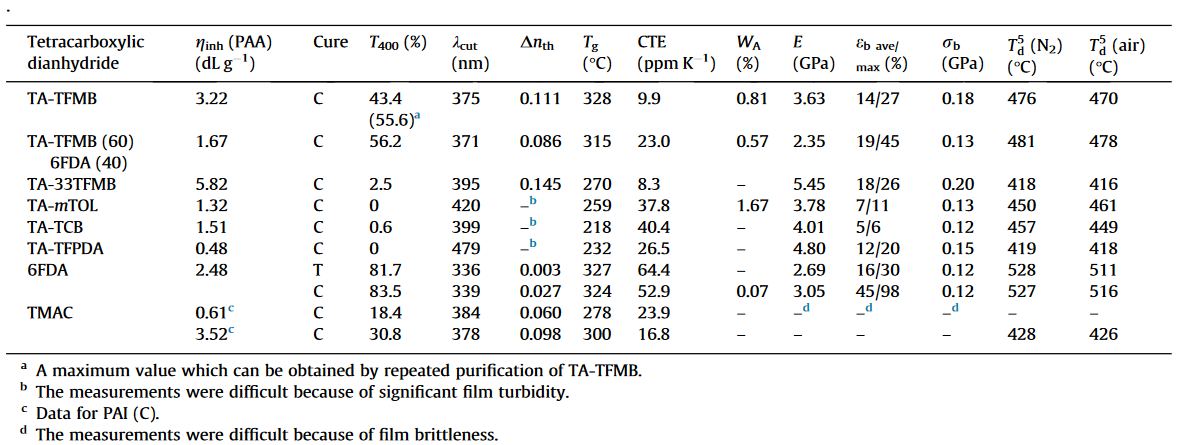 .
Tetracarboxylic dianhydride ηinh (PAA) (dL g−1) Cure T400 (%) λcut (nm) Δnth Tg (°C) CTE (ppm K−1) WA (%) E (GPa) εb ave/max (%) σb (GPa) Td5 (N2) (°C) Td5 (air) (°C)
TA-TFMB 3.22 C 43.4 (55.6)a 375 0.111 328 9.9 0.81 3.63 14/27 0.18 476 470
TA-TFMB (60) 6FDA (40) 1.67 C 56.2 371 0.086 315 23.0 0.57 2.35 19/45 0.13 481 478
TA-33TFMB 5.82 C 2.5 395 0.145 270 8.3 – 5.45 18/26 0.20 418 416
TA-mTOL 1.32 C 0 420 –b 259 37.8 1.67 3.78 7/11 0.13 450 461
TA-TCB 1.51 C 0.6 399 –b 218 40.4 – 4.01 5/6 0.12 457 449
TA-TFPDA 0.48 C 0 479 –b 232 26.5 – 4.80 12/20 0.15 419 418
6FDA 2.48 T 81.7 336 0.003 327 64.4 – 2.69 16/30 0.12 528 511
C 83.5 339 0.027 324 52.9 0.07 3.05 45/98 0.12 527 516
TMAC 0.61c C 18.4 384 0.060 278 23.9 – –d –d –d – –
3.52c C 30.8 378 0.098 300 16.8 – – – – 428 426
a A maximum value which can be obtained by repeated purification of TA-TFMB.
b The measurements were difficult because of significant film turbidity.
c Data for PAI (C).
d The measurements were difficult because of film brittleness.